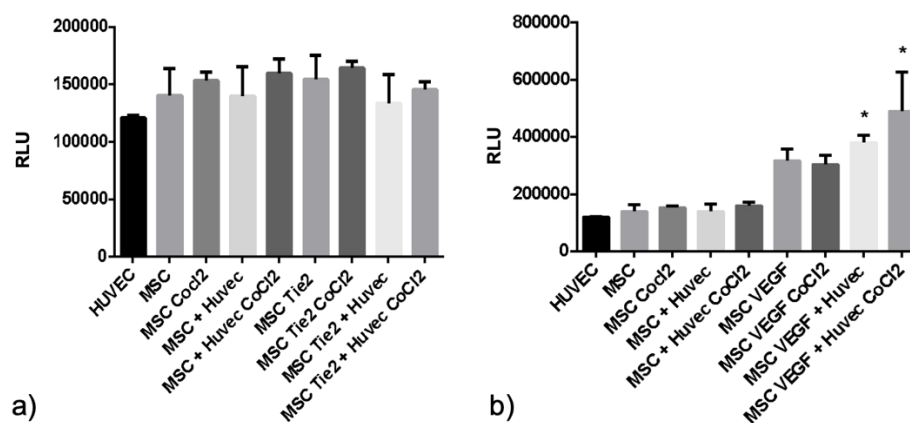 200000
150000
100000
50000
0
RLU
HUVEC
MSC
MSC Cocl2
MSC + Huvec
MSC + Huvec CoCl2
MSC Tie2
MSC Tie2 CoCl2
MSC Tie2 + Huvec
MSC Tie2 + Huvec CoCl2
a)
800000
600000
400000
200000
0
RLU
*
*
HUVEC
MSC
MSC Cocl2
MSC + Huvec
MSC + Huvec CoCl2
MSC VEGF
MSC VEGF CoCl2
MSC VEGF + Huvec
MSC VEGF + Huvec CoCl2
b)